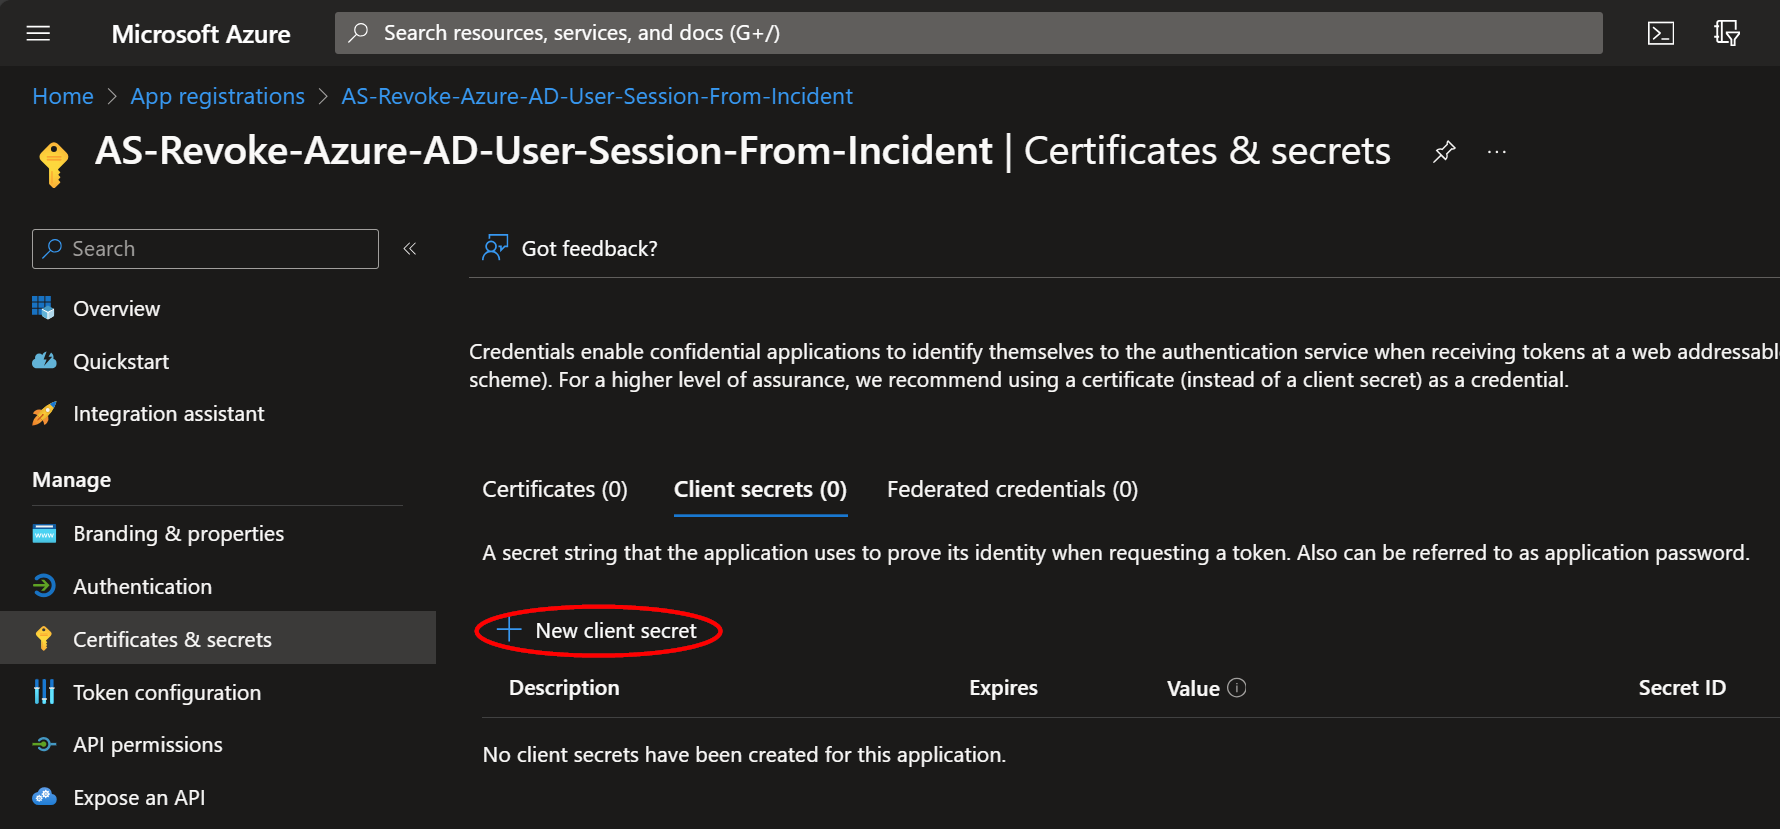 Microsoft Azure
Search resources, services, and docs (G+/)
Home > App registrations > AS-Revoke-Azure-AD-User-Session-From-Incident
AS-Revoke-Azure-AD-User-Session-From-Incident | Certificates & secrets
Search
Got feedback?
Overview
Quickstart
Integration assistant
Manage
Branding & properties
Authentication
Certificates & secrets
Token configuration
API permissions
Expose an API
Credentials enable confidential applications to identify themselves to the authentication service when receiving tokens at a web
scheme). For a higher level of assurance, we recommend using a certificate (instead of a client secret) as a credential.
Certificates (0) Client secrets (0) Federated credentials (0)
A secret string that the application uses to prove its identity when requesting a token. Also can be referred to as application password.
New client secret
Description Expires Value Secret ID
No client secrets have been created for this application.